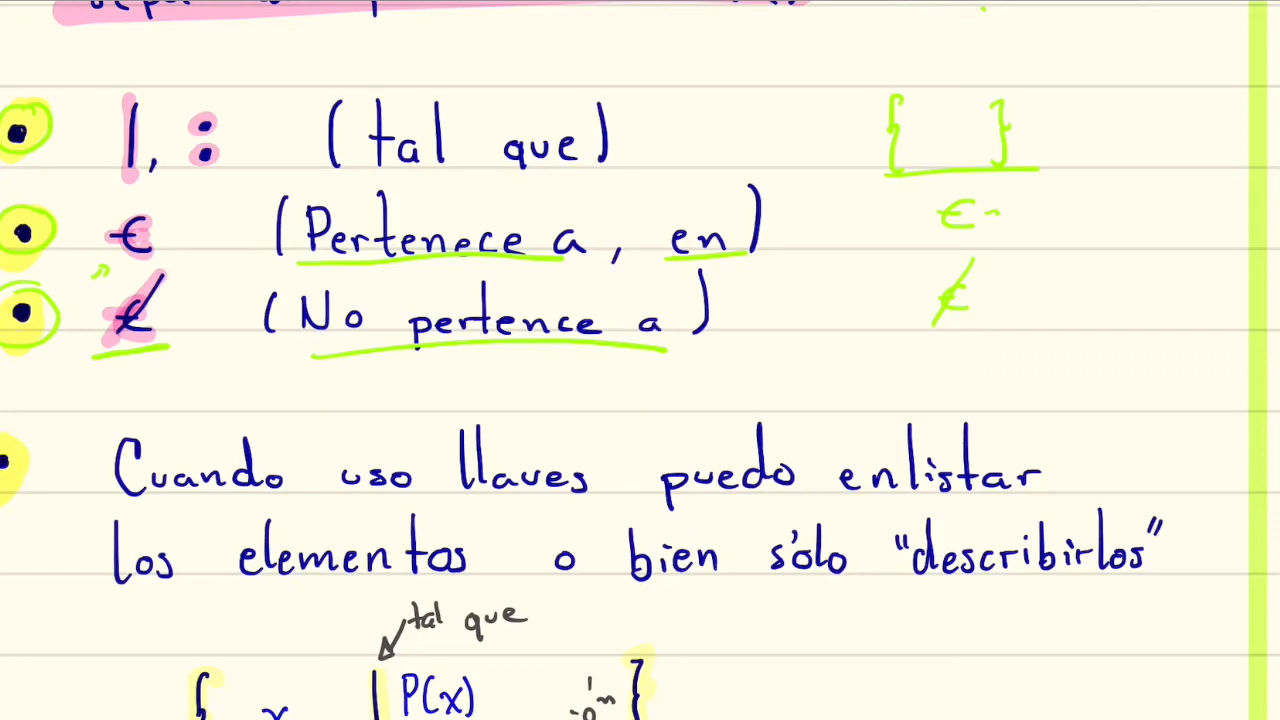 |, : (tal que) { }
∈ (Pertenece a, en) ∈
∉ (No pertence a) ∉
Cuando uso llaves puedo enlistar
los elementos o bien sólo "describirlos"
tal que
{ x | P(x) }